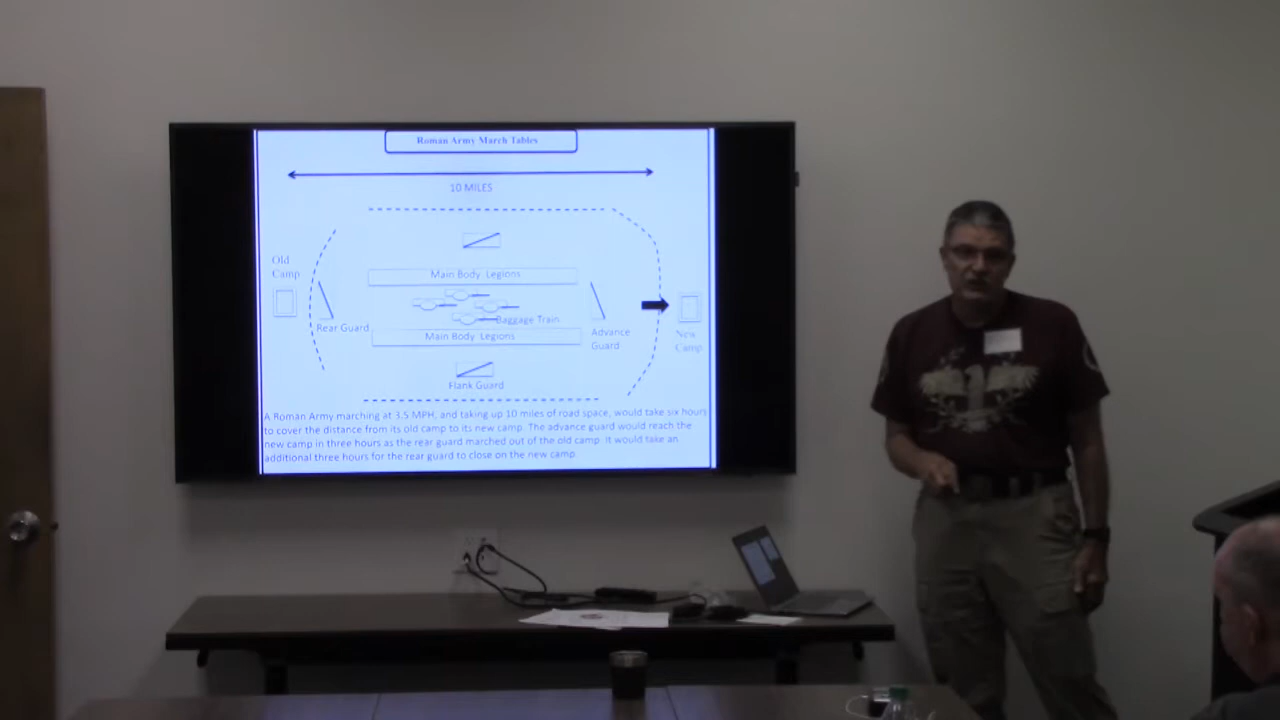 Roman Army March Tables
10 MILES
Old
Camp
Main Body Legions
Rear Guard
Baggage Train
Main Body Legions
Advance
Guard
New
Camp
Flank Guard
A Roman Army marching at 3.5 MPH, and taking up 10 miles of road space, would take six hours
to cover the distance from its old camp to its new camp. The advance guard would reach the
new camp in three hours as the rear guard marched out of the old camp. It would take an
additional three hours for the rear guard to close on the new camp.